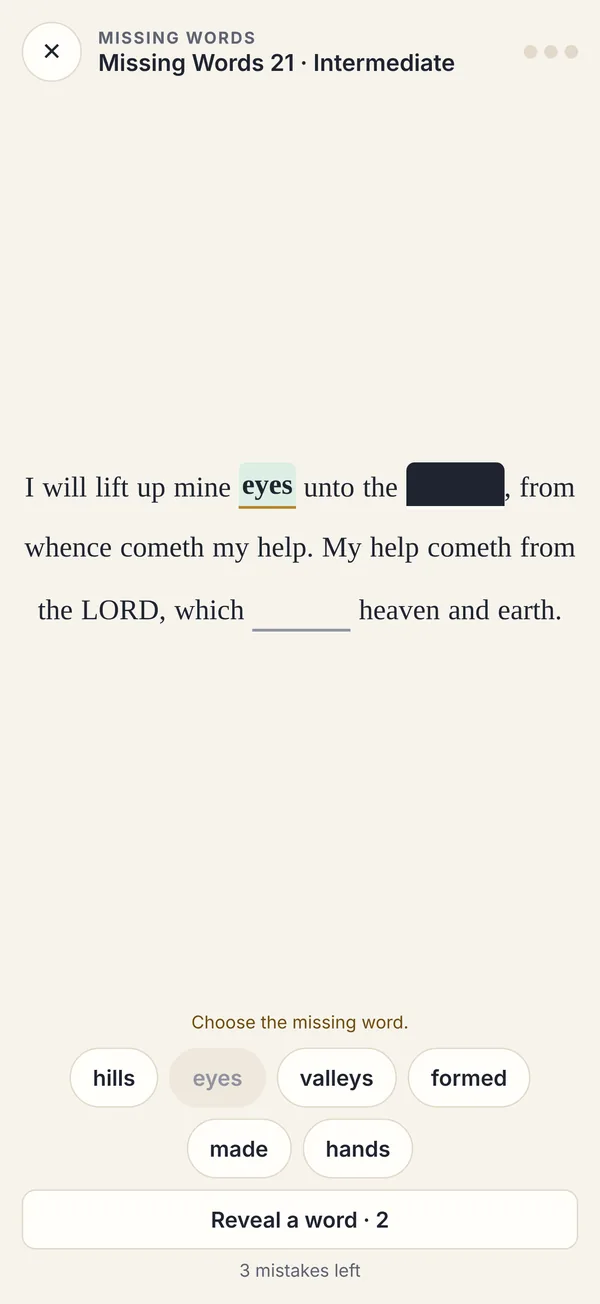 MISSING WORDS
Missing Words 21 · Intermediate
I will lift up mine eyes unto the , from
whence cometh my help. My help cometh from
the LORD, which ______ heaven and earth.
Choose the missing word.
hills eyes valleys formed
made hands
Reveal a word · 2
3 mistakes left